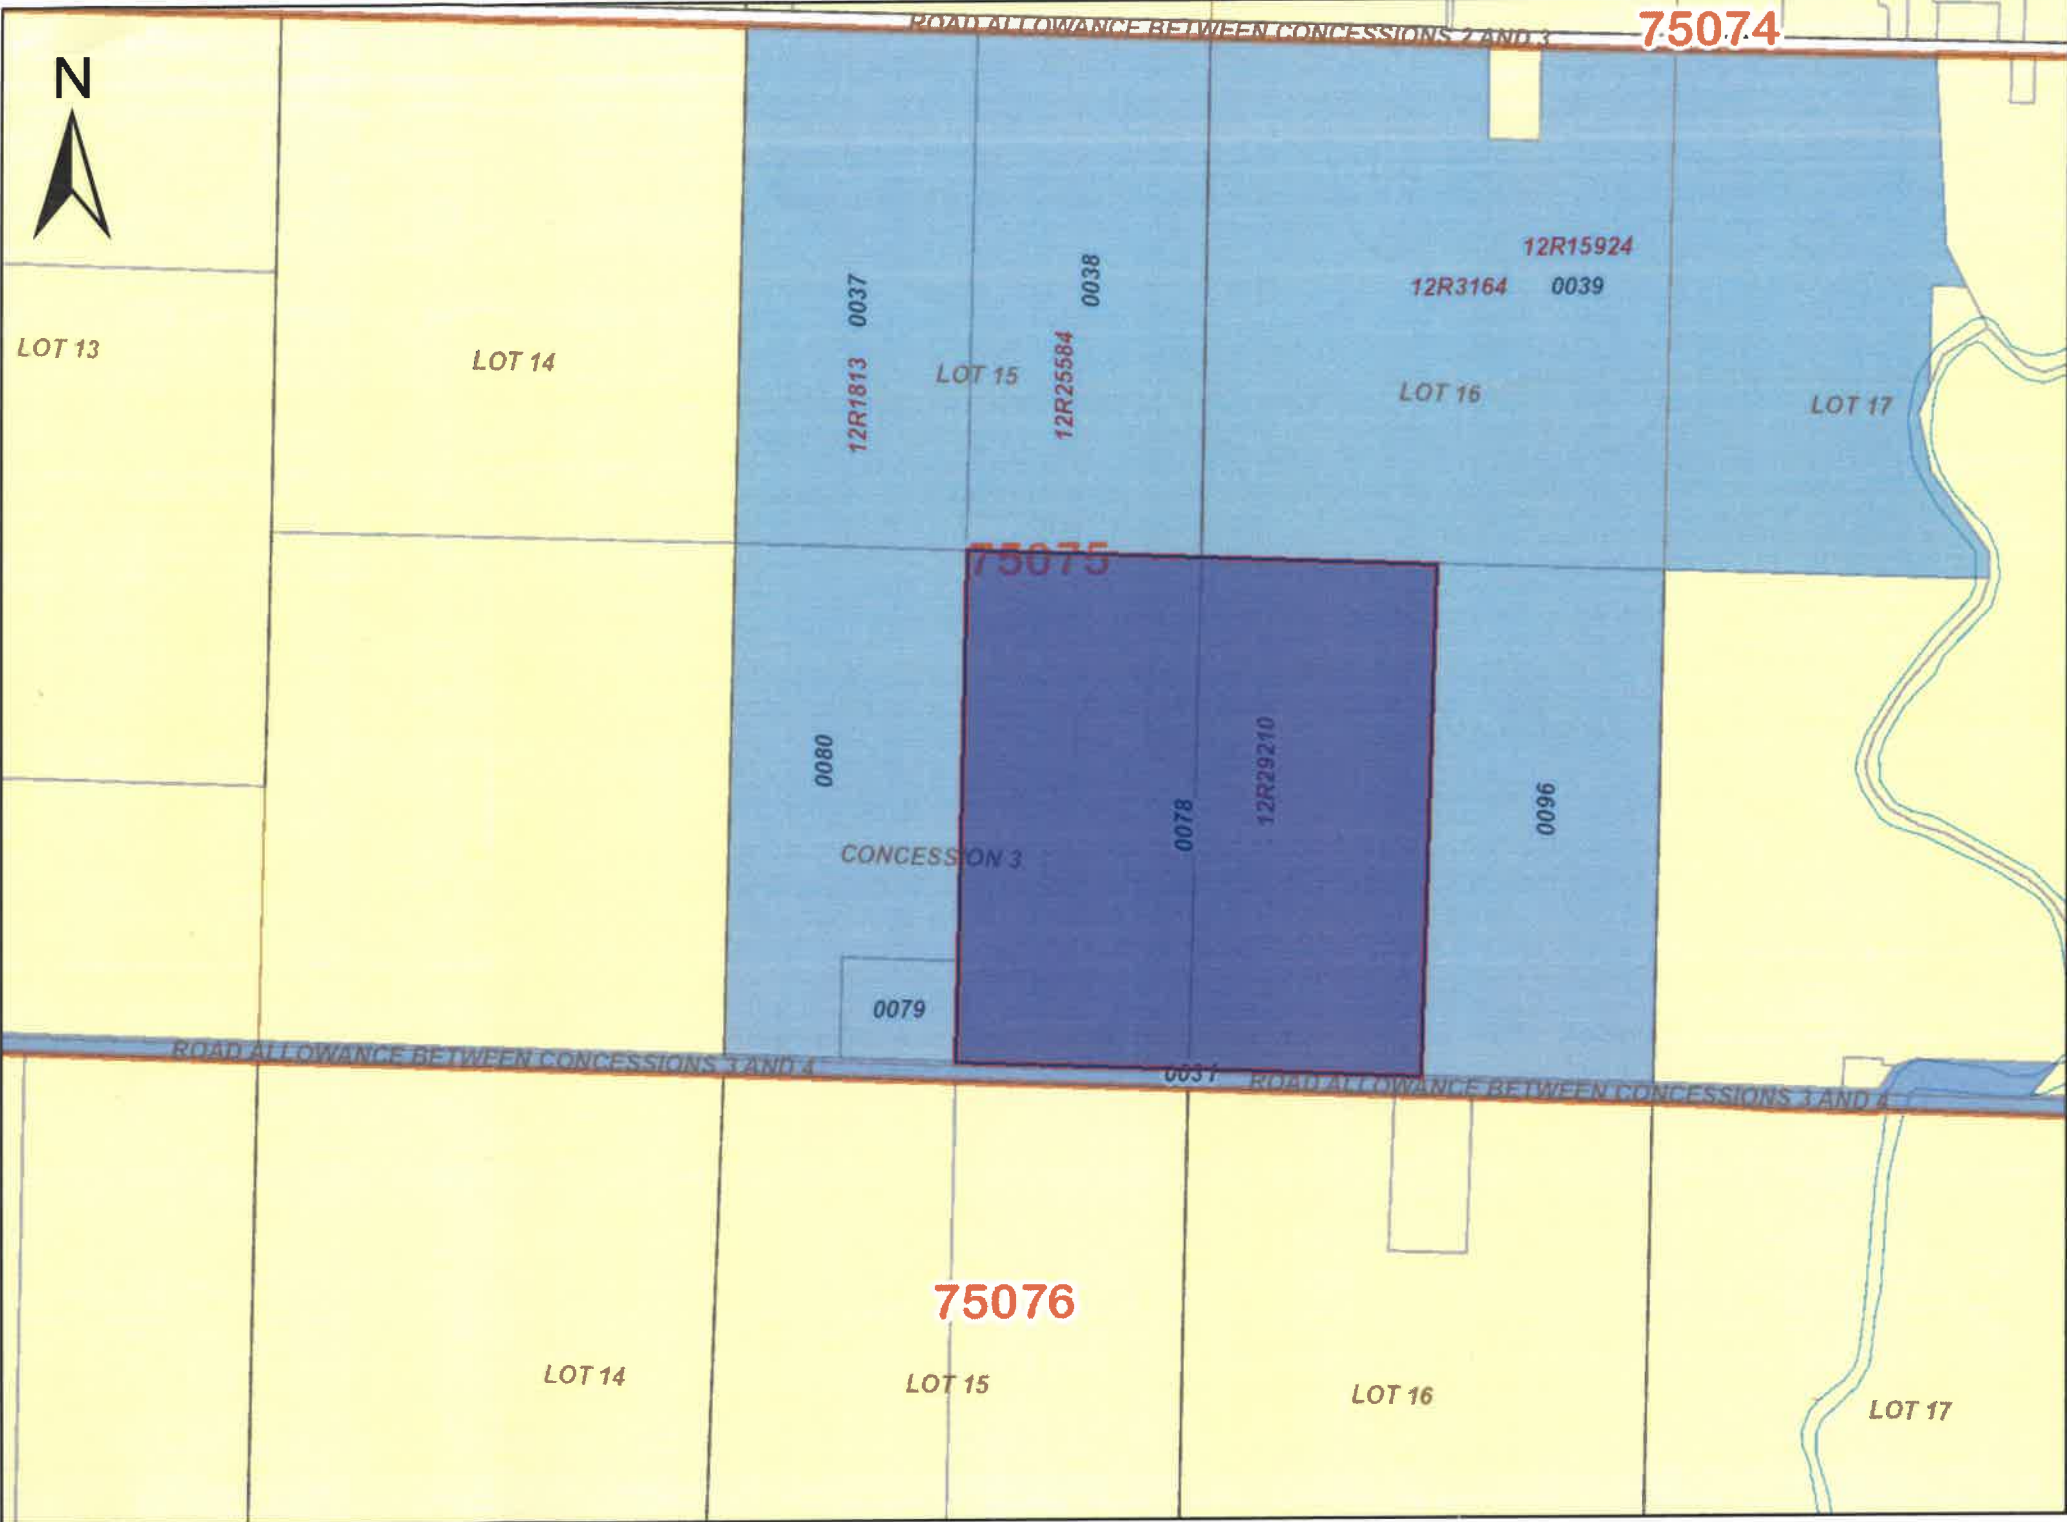 ROAD ALLOWANCE BETWEEN CONCESSIONS 2 AND 3
75074
N
12R15924
12R3164
0039
0037
0038
12R1813
12R25584
LOT 13
LOT 14
LOT 15
LOT 16
LOT 17
75075
0080
0078
12R29210
0096
CONCESSION 3
0079
ROAD ALLOWANCE BETWEEN CONCESSIONS 3 AND 4
0031
ROAD ALLOWANCE BETWEEN CONCESSIONS 3 AND 4
75076
LOT 14
LOT 15
LOT 16
LOT 17